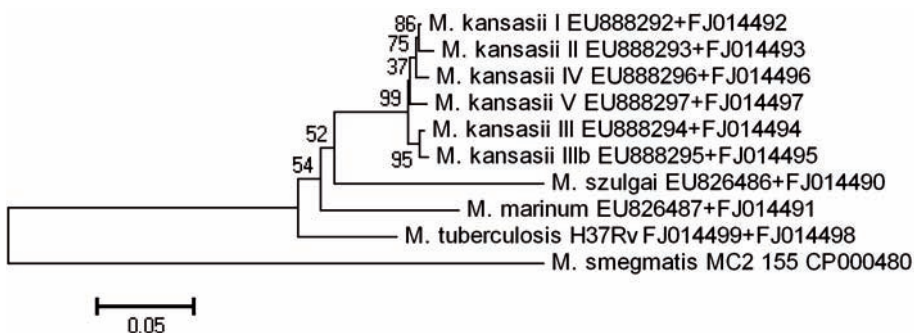 86 M. kansasii I EU888292+FJ014492
75 M. kansasii II EU888293+FJ014493
37 M. kansasii IV EU888296+FJ014496
99 M. kansasii V EU888297+FJ014497
M. kansasii III EU888294+FJ014494
52 95 M. kansasii IIIb EU888295+FJ014495
54 M. szulgai EU826486+FJ014490
M. marinum EU826487+FJ014491
M. tuberculosis H37Rv FJ014499+FJ014498
M. smegmatis MC2 155 CP000480
0.05